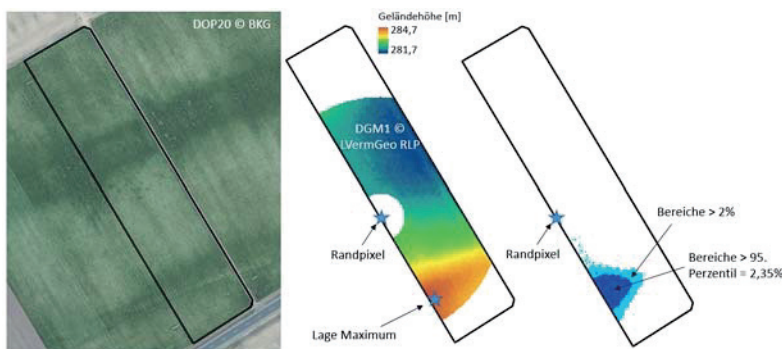 DOP20 © BKG
Geländehöhe [m]
284,7
281,7
DGM1 ©
LVermGeo RLP
Randpixel
Lage Maximum
Randpixel
Bereiche > 2%
Bereiche > 95.
Perzentil = 2,35%